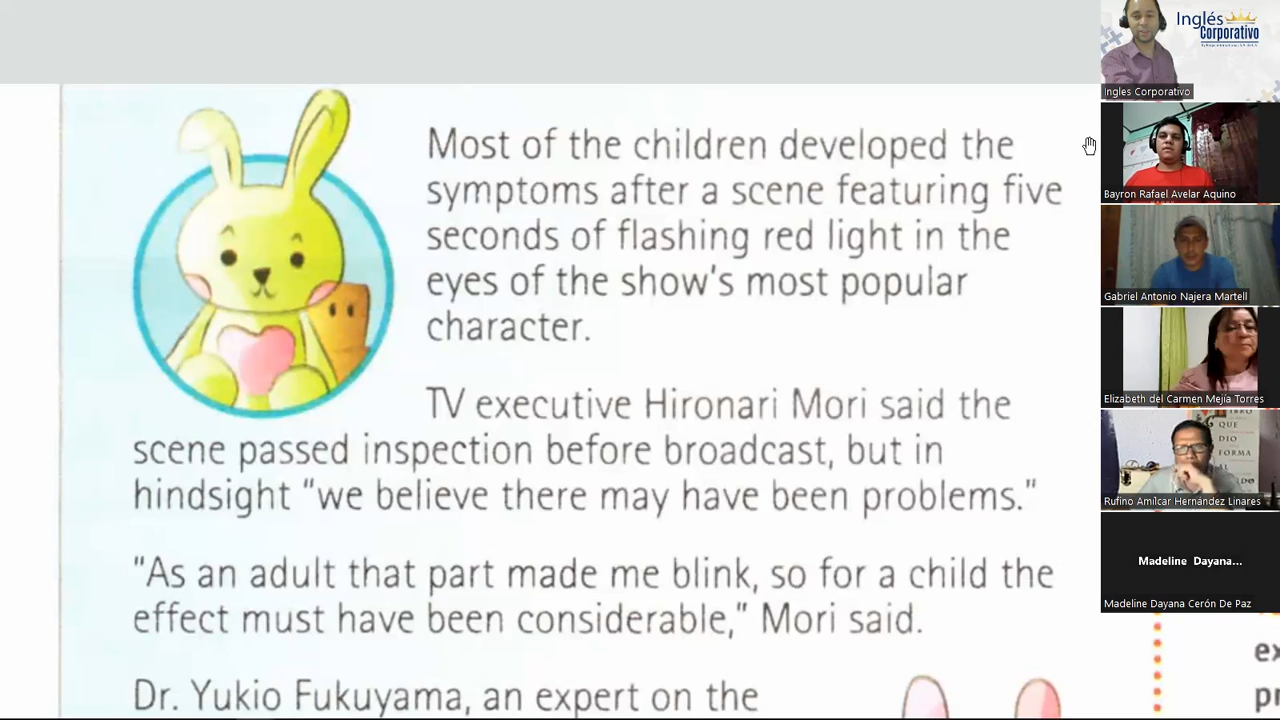 Most of the children developed the
symptoms after a scene featuring five
seconds of flashing red light in the
eyes of the show's most popular
character.
TV executive Hironari Mori said the
scene passed inspection before broadcast, but in
hindsight "we believe there may have been problems."
"As an adult that part made me blink, so for a child the
effect must have been considerable," Mori said.
Dr. Yukio Fukuyama, an expert on the
Inglés
Corporativo
Ingles Corporativo
Bayron Rafael Avelar Aquino
Gabriel Antonio Najera Martell
Elizabeth del Carmen Mejía Torres
QUE
DIO
FORMA
AL
Rufino Amílcar Hernández Linares
Madeline Dayana...
Madeline Dayana Cerón De Paz